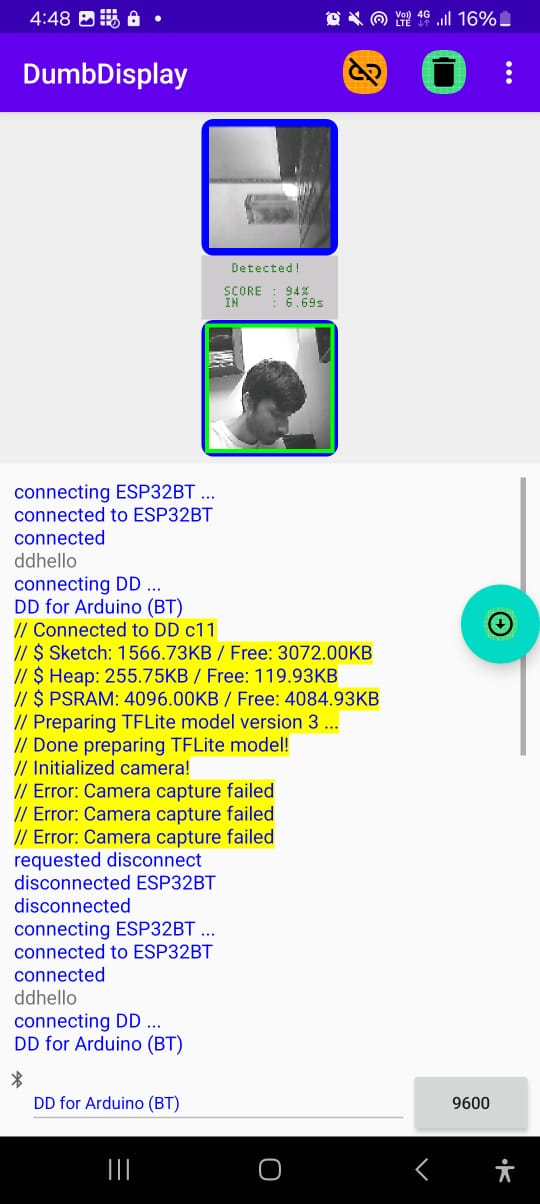 4:48 Vo)) LTE 4G 16%
DumbDisplay
Detected!
SCORE : 94%
IN : 6.69s
connecting ESP32BT ...
connected to ESP32BT
connected
ddhello
connecting DD ...
DD for Arduino (BT)
// Connected to DD c11
// $ Sketch: 1566.73KB / Free: 3072.00KB
// $ Heap: 255.75KB / Free: 119.93KB
// $ PSRAM: 4096.00KB / Free: 4084.93KB
// Preparing TFLite model version 3 ...
// Done preparing TFLite model!
// Initialized camera!
// Error: Camera capture failed
// Error: Camera capture failed
// Error: Camera capture failed
requested disconnect
disconnected ESP32BT
disconnected
connecting ESP32BT ...
connected to ESP32BT
connected
ddhello
connecting DD ...
DD for Arduino (BT)
DD for Arduino (BT)
9600